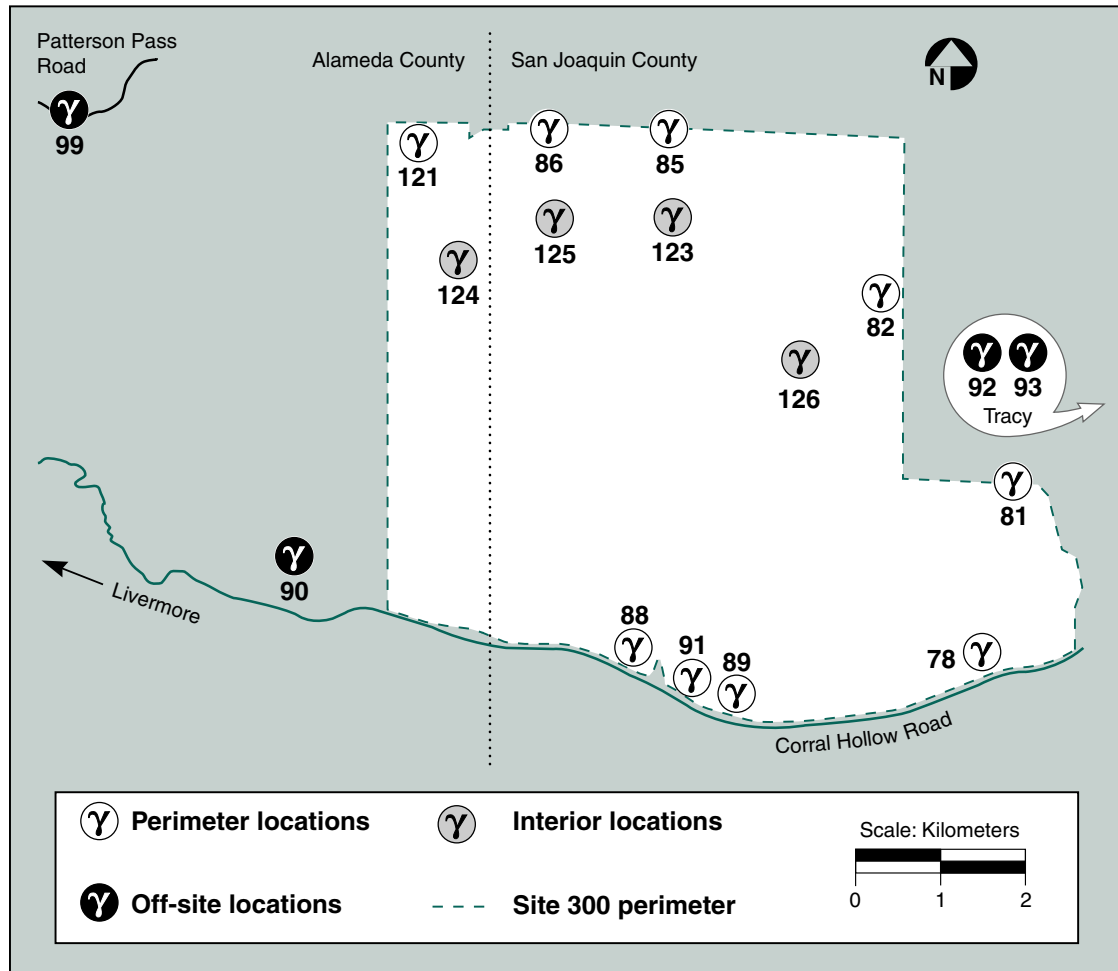 Patterson Pass
Road
γ
99
Alameda County
San Joaquin County
N
γ
121
γ
86
γ
85
γ
125
γ
123
γ
124
γ
82
γ
126
γ γ
92 93
Tracy
γ
81
γ
90
Livermore
88
γ
91
γ
89
γ
78
γ
Corral Hollow Road
γ Perimeter locations
γ Interior locations
γ Off-site locations
Site 300 perimeter
Scale: Kilometers
0 1 2